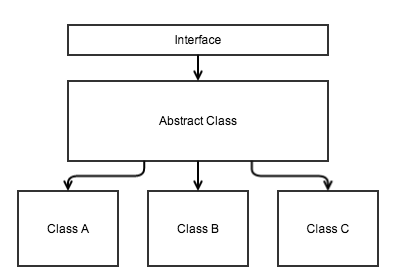 Interface
Abstract Class
Class A
Class B
Class C